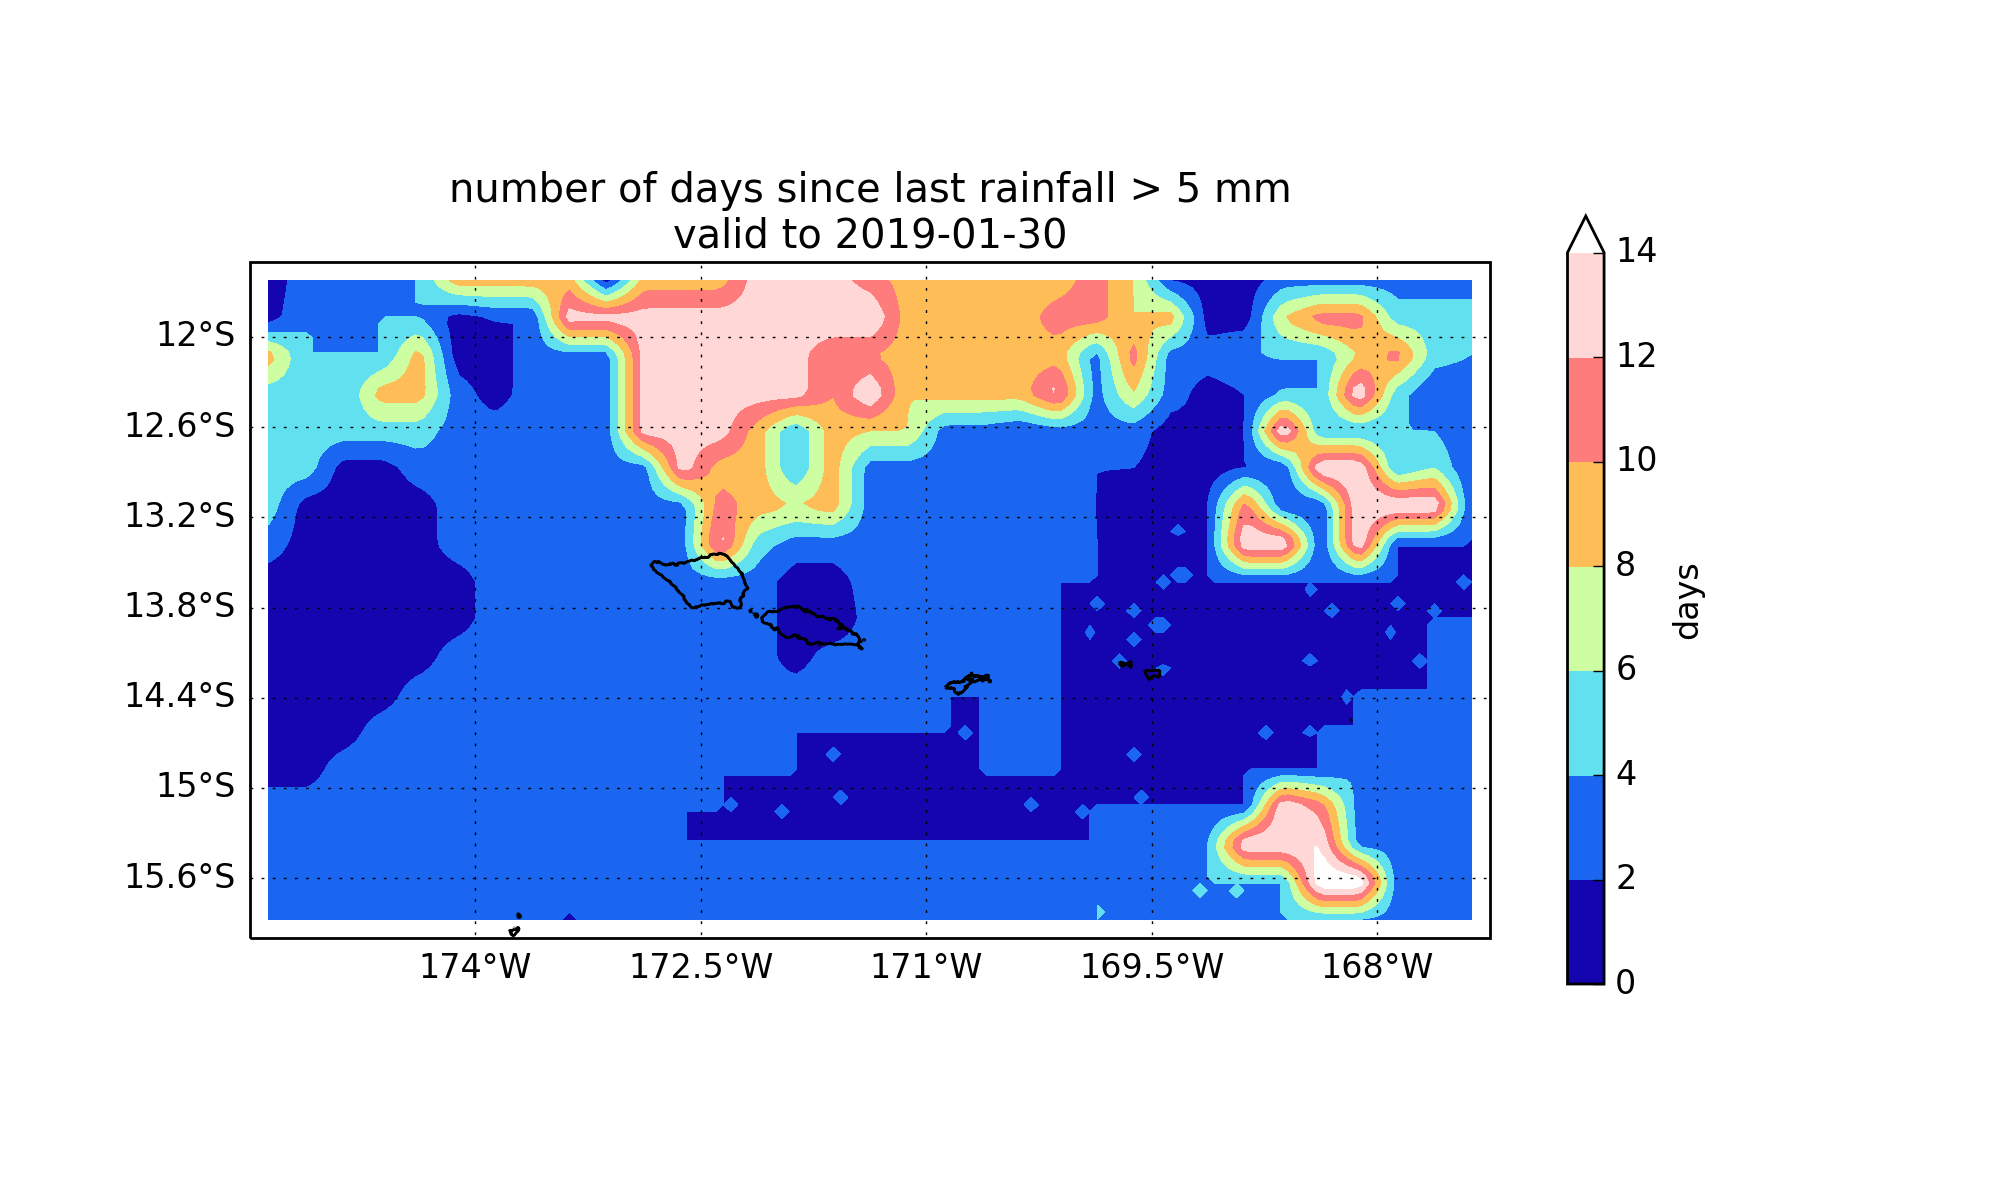 number of days since last rainfall > 5 mm
valid to 2019-01-30
12°S
12.6°S
13.2°S
13.8°S
14.4°S
15°S
15.6°S
174°W
172.5°W
171°W
169.5°W
168°W
14
12
10
8
6
4
2
0
days